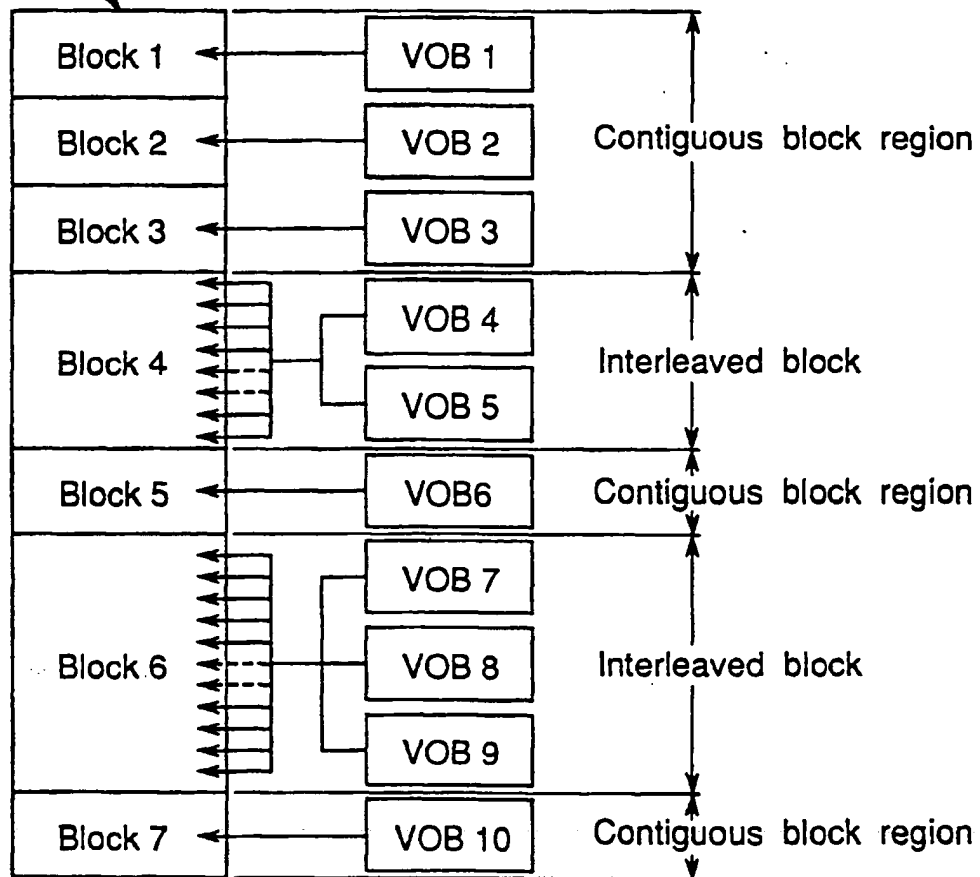 Block 1
VOB 1
Block 2
VOB 2
Contiguous block region
Block 3
VOB 3
VOB 4
Block 4
Interleaved block
VOB 5
Block 5
VOB6
Contiguous block region
VOB 7
Block 6
VOB 8
Interleaved block
VOB 9
Block 7
VOB 10
Contiguous block region